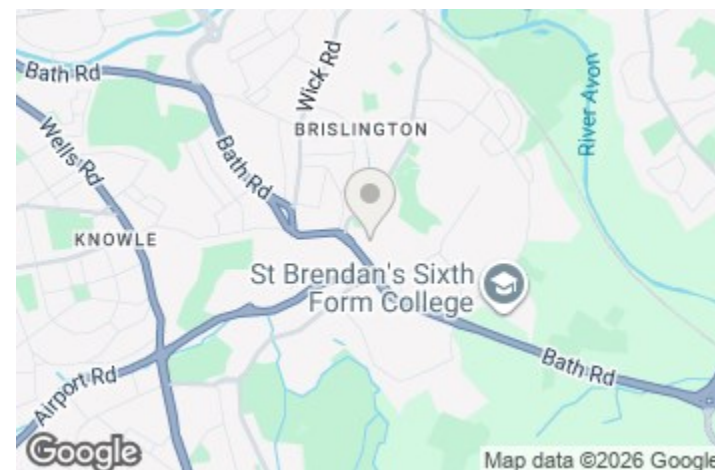 Bath Rd
Wick Rd
River Avon
BRISLINGTON
Wells Rd
Bath Rd
KNOWLE
St Brendan's Sixth
Form College
Bath Rd
Airport Rd
Google
Map data ©2026 Google